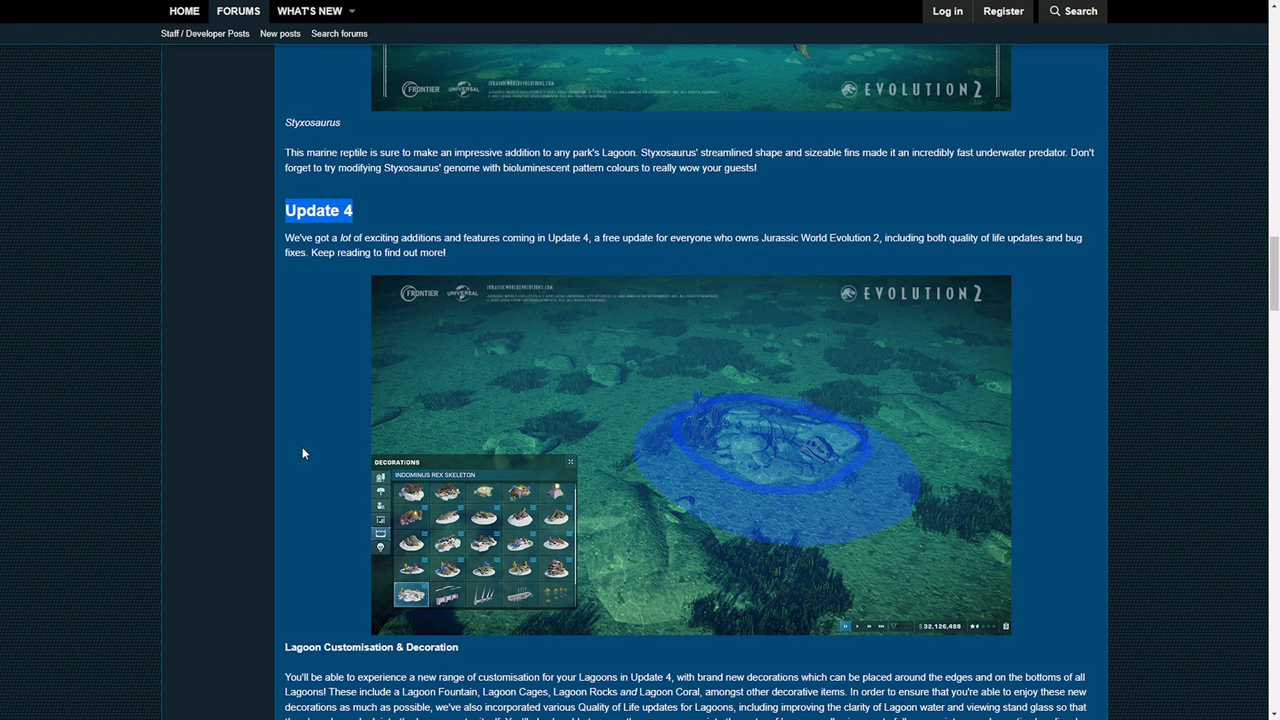 HOME FORUMS WHAT'S NEW Log in Register Search
Staff / Developer Posts New posts Search forums
FRONTIER UNIVERSAL JURASSICWORLDEVOLUTION2.COM EVOLUTION 2
Styxosaurus
This marine reptile is sure to make an impressive addition to any park's Lagoon. Styxosaurus' streamlined shape and sizeable fins made it an incredibly fast underwater predator. Don't
forget to try modifying Styxosaurus' genome with bioluminescent pattern colours to really wow your guests!
Update 4
We've got a lot of exciting additions and features coming in Update 4, a free update for everyone who owns Jurassic World Evolution 2, including both quality of life updates and bug
fixes. Keep reading to find out more!
FRONTIER UNIVERSAL JURASSICWORLDEVOLUTION2.COM EVOLUTION 2
DECORATIONS
INDOMINUS REX SKELETON
$32,126,488
Lagoon Customisation & Decoration
You'll be able to experience a new range of customisation for your Lagoons in Update 4, with brand new decorations which can be placed around the edges and on the bottoms of all
Lagoons! These include a Lagoon Fountain, Lagoon Cages, Lagoon Rocks and Lagoon Coral, amongst other decorative items. In order to ensure that you're able to enjoy these new
decorations as much as possible, we've also incorporated various Quality of Life updates for Lagoons, including improving the clarity of Lagoon water and viewing stand glass so that